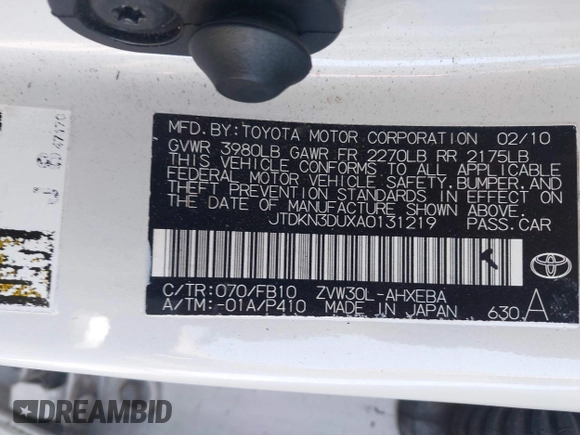 MFD.BY:TOYOTA MOTOR CORPORATION 02/10
GVWR 3980LB GAWR FR 2270LB RR 2175LB
THIS VEHICLE CONFORMS TO ALL APPLICABLE
FEDERAL MOTOR VEHICLE SAFETY,BUMPER,AND
THEFT PREVENTION STANDARDS IN EFFECT ON
THE DATE OF MANUFACTURE SHOWN ABOVE.
JTDKN3DUXA0131219 PASS.CAR
C/TR:070/FB10 ZVW30L-AHXEBA
A/TM:-01A/P410 MADE IN JAPAN 630.A
DREAMBID